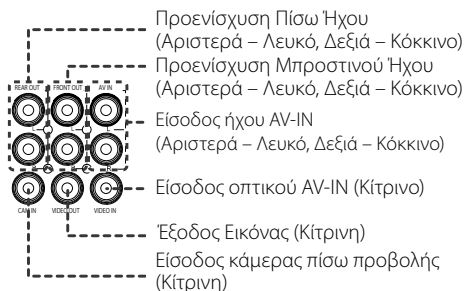 Προενίσχυση Πίσω Ήχου
(Αριστερά – Λευκό, Δεξιά – Κόκκινο)
Προενίσχυση Μπροστινού Ήχου
(Αριστερά – Λευκό, Δεξιά – Κόκκινο)
REAR OUT FRONT OUT AV IN
Είσοδος ήχου AV-IN
(Αριστερά – Λευκό, Δεξιά – Κόκκινο)
L L L
R R R
Είσοδος οπτικού AV-IN (Κίτρινο)
CAM IN VIDEO OUT VIDEO IN
Έξοδος Εικόνας (Κίτρινη)
Είσοδος κάμερας πίσω προβολής
(Κίτρινη)